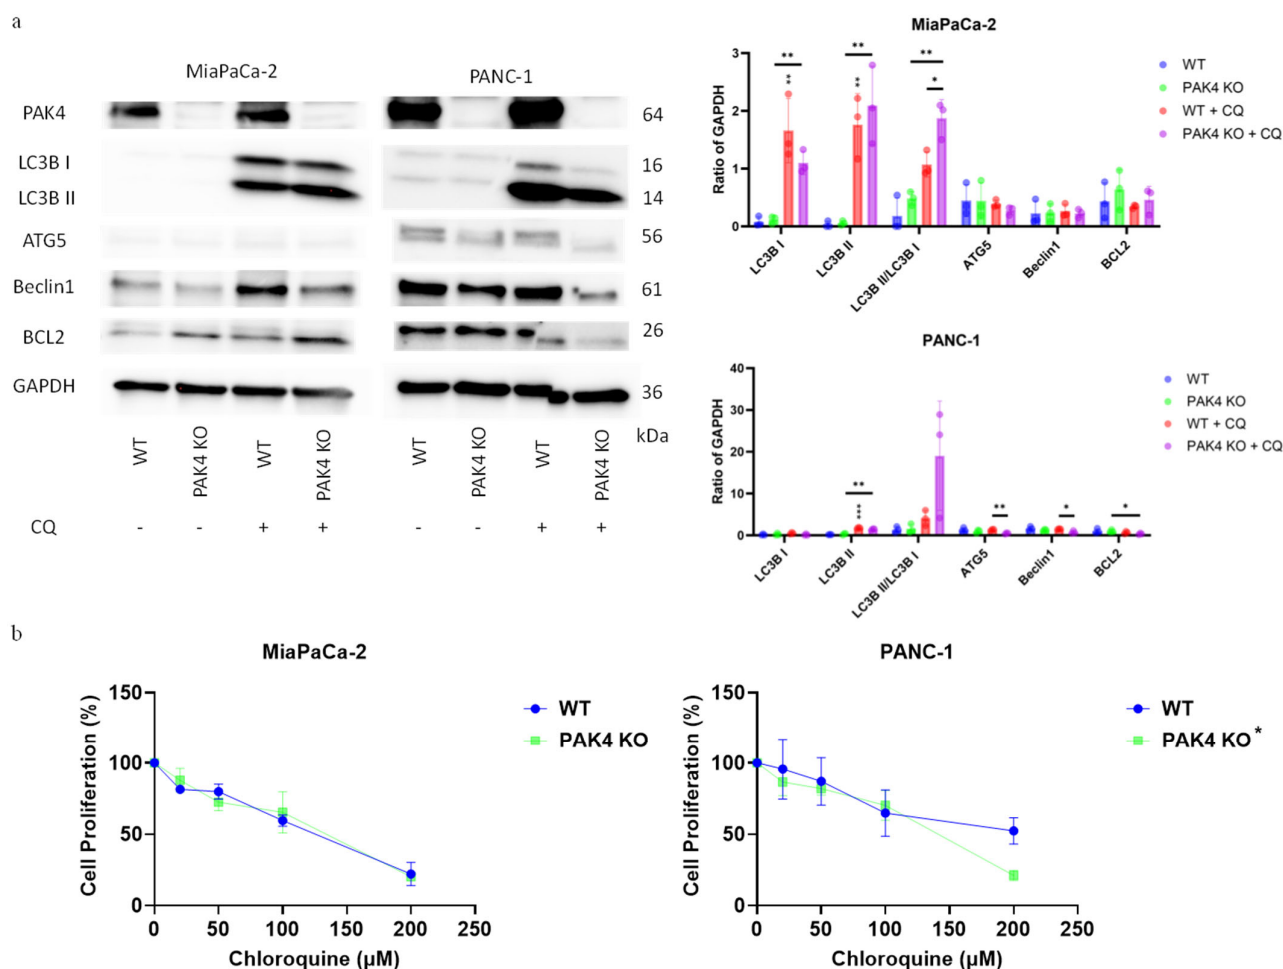 a
MiaPaCa-2
PANC-1
PAK4
64
LC3B I
16
LC3B II
14
ATG5
56
Beclin1
61
BCL2
26
GAPDH
36
kDa
WT
PAK4 KO
WT
PAK4 KO
WT
PAK4 KO
WT
PAK4 KO
CQ
-
-
+
+
-
-
+
+
MiaPaCa-2
Ratio of GAPDH
3
2
1
0
**
**
**
**
**
*
LC3B I
LC3B II
LC3B II/LC3B I
ATG5
Beclin1
BCL2
WT
PAK4 KO
WT + CQ
PAK4 KO + CQ
PANC-1
Ratio of GAPDH
40
30
20
10
0
**
***
**
*
*
LC3B I
LC3B II
LC3B II/LC3B I
ATG5
Beclin1
BCL2
WT
PAK4 KO
WT + CQ
PAK4 KO + CQ
b
MiaPaCa-2
Cell Proliferation (%)
150
100
50
0
0 50 100 150 200 250
Chloroquine (µM)
WT
PAK4 KO
PANC-1
Cell Proliferation (%)
150
100
50
0
0 50 100 150 200 250
Chloroquine (µM)
WT
PAK4 KO*